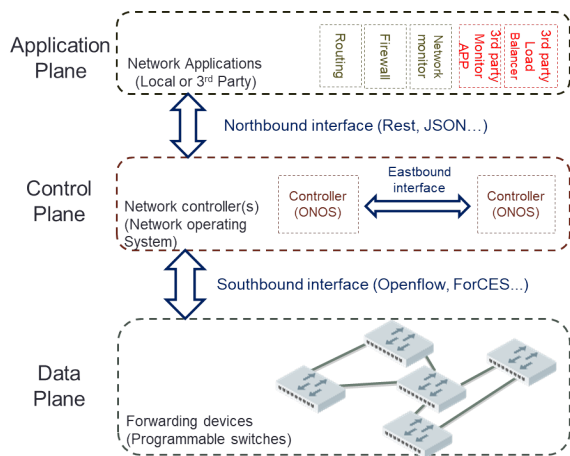 Application
Plane
Network Applications
(Local or 3rd Party)
Routing
Firewall
Network
monitor
3rd party
Monitor
APP
3rd party
Load
Balancer
Northbound interface (Rest, JSON...)
Control
Plane
Network controller(s)
(Network operating
System)
Controller
(ONOS)
Eastbound
interface
Controller
(ONOS)
Southbound interface (Openflow, ForCES...)
Data
Plane
Forwarding devices
(Programmable switches)